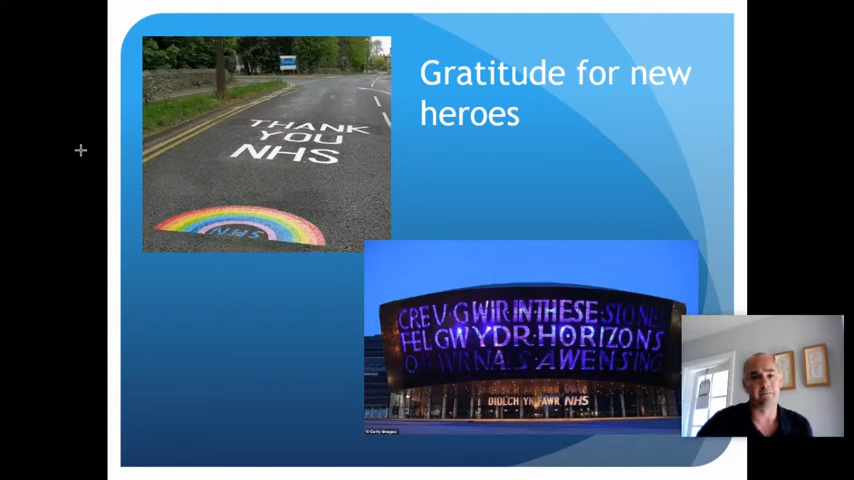 Gratitude for new
heroes
THANK
YOU
NHS
CREU·GWIR·IN·THESE·STONES
FEL·GWYDR·HORIZONS
O·FFWRNAIS·AWEN·SING
DIOLCH YN FAWR NHS
© Getty Images